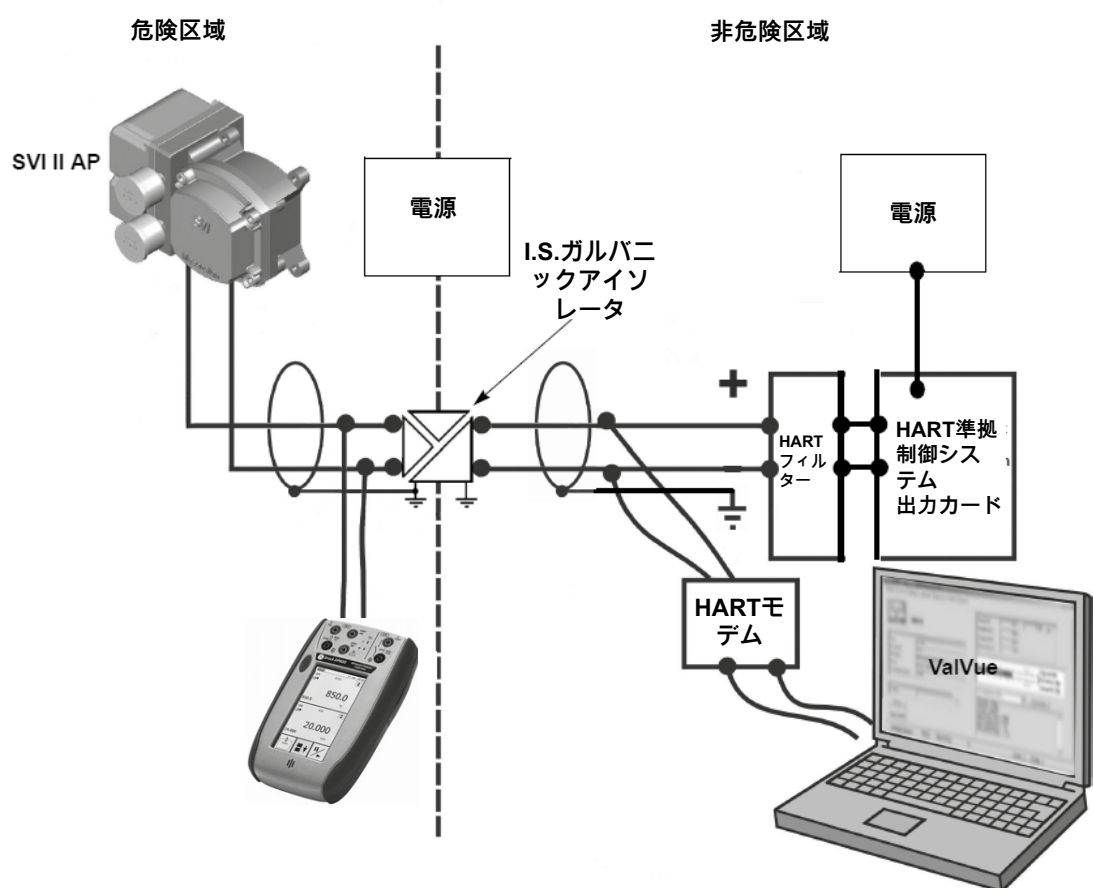 危険区域
非危険区域
SVI II AP
電源
電源
I.S.ガルバニ
ックアイソ
レータ
+
−
HART
フィル
ター
HART準拠
制御シス
テム
出力カード
HARTモ
デム
ValVue
850.0
20.000